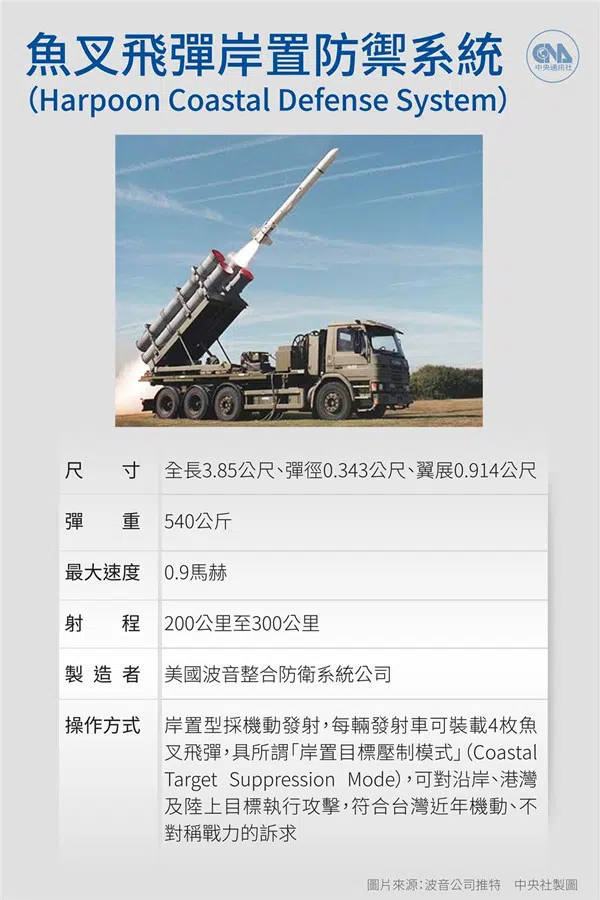 魚叉飛彈岸置防禦系統
CNA
中央通訊社
（Harpoon Coastal Defense System）
尺寸 全長3.85公尺、彈徑0.343公尺、翼展0.914公尺
彈重 540公斤
最大速度 0.9馬赫
射程 200公里至300公里
製造者 美國波音整合防衛系統公司
操作方式 岸置型採機動發射，每輛發射車可裝載4枚魚
叉飛彈，具所謂「岸置目標壓制模式」（Coastal
Target Suppression Mode），可對沿岸、港灣
及陸上目標執行攻擊，符合台灣近年機動、不
對稱戰力的訴求
圖片來源：波音公司推特 中央社製圖